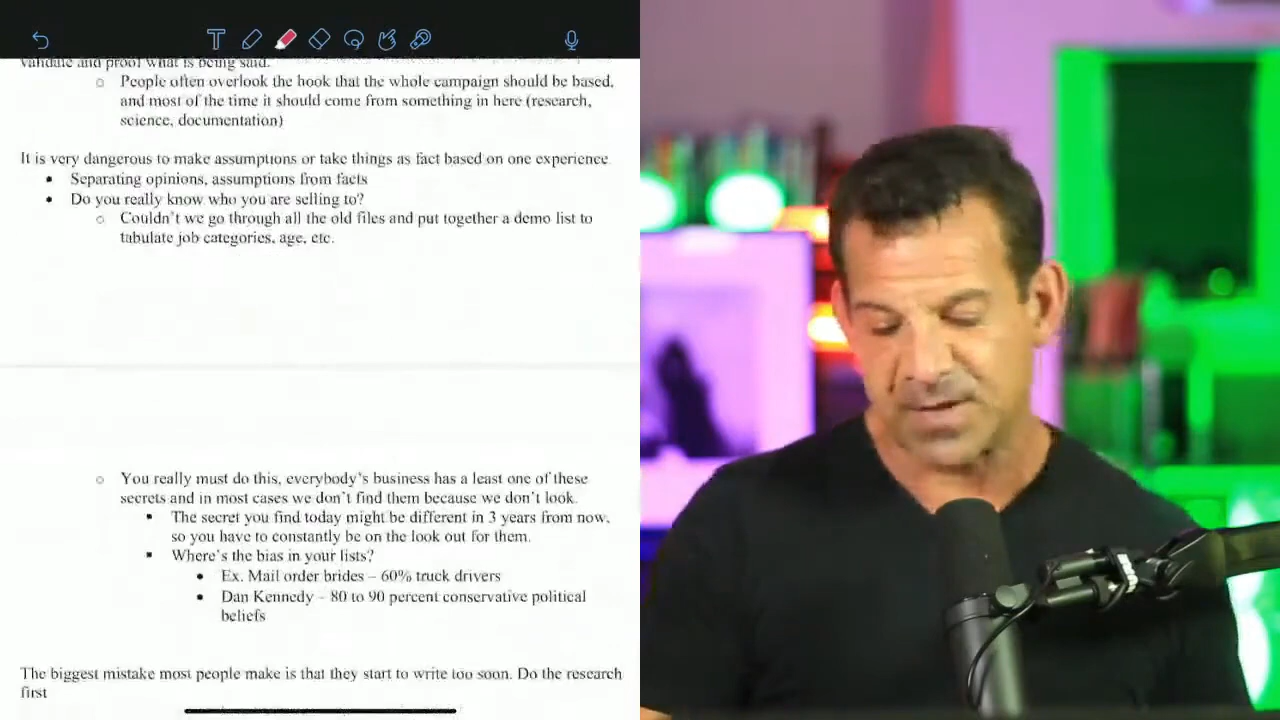 validate and proof what is being said.
o People often overlook the hook that the whole campaign should be based,
and most of the time it should come from something in here (research,
science, documentation)
It is very dangerous to make assumptions or take things as fact based on one experience.
• Separating opinions, assumptions from facts
• Do you really know who you are selling to?
o Couldn't we go through all the old files and put together a demo list to
tabulate job categories, age, etc.
o You really must do this, everybody's business has a least one of these
secrets and in most cases we don't find them because we don't look.
▪ The secret you find today might be different in 3 years from now,
so you have to constantly be on the look out for them.
▪ Where's the bias in your lists?
• Ex. Mail order brides – 60% truck drivers
• Dan Kennedy – 80 to 90 percent conservative political
beliefs
The biggest mistake most people make is that they start to write too soon. Do the research
first